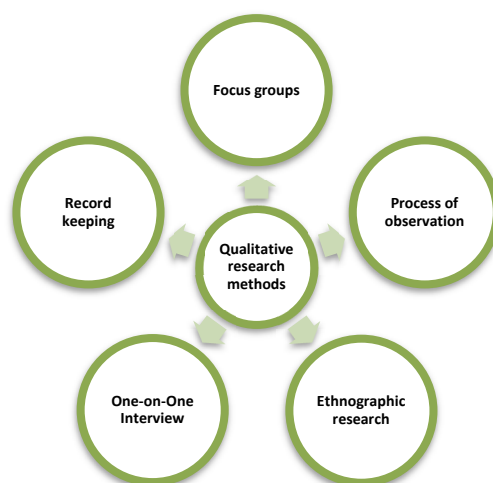 Focus groups
Record
keeping
Process of
observation
Qualitative
research
methods
One-on-One
Interview
Ethnographic
research